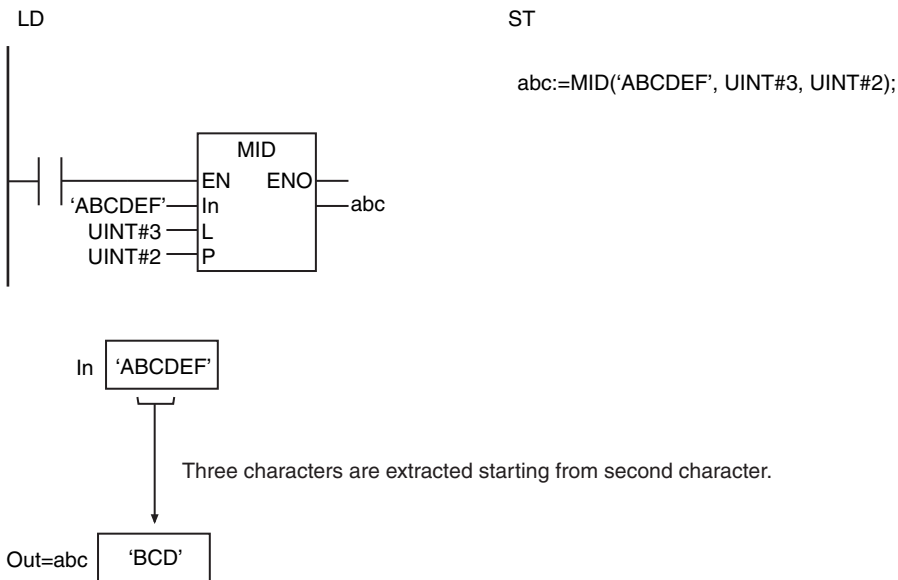 LD
ST
abc:=MID(‘ABCDEF’, UINT#3, UINT#2);
MID
EN ENO
‘ABCDEF’ In abc
UINT#3 L
UINT#2 P
In ‘ABCDEF’
Three characters are extracted starting from second character.
Out=abc ‘BCD’